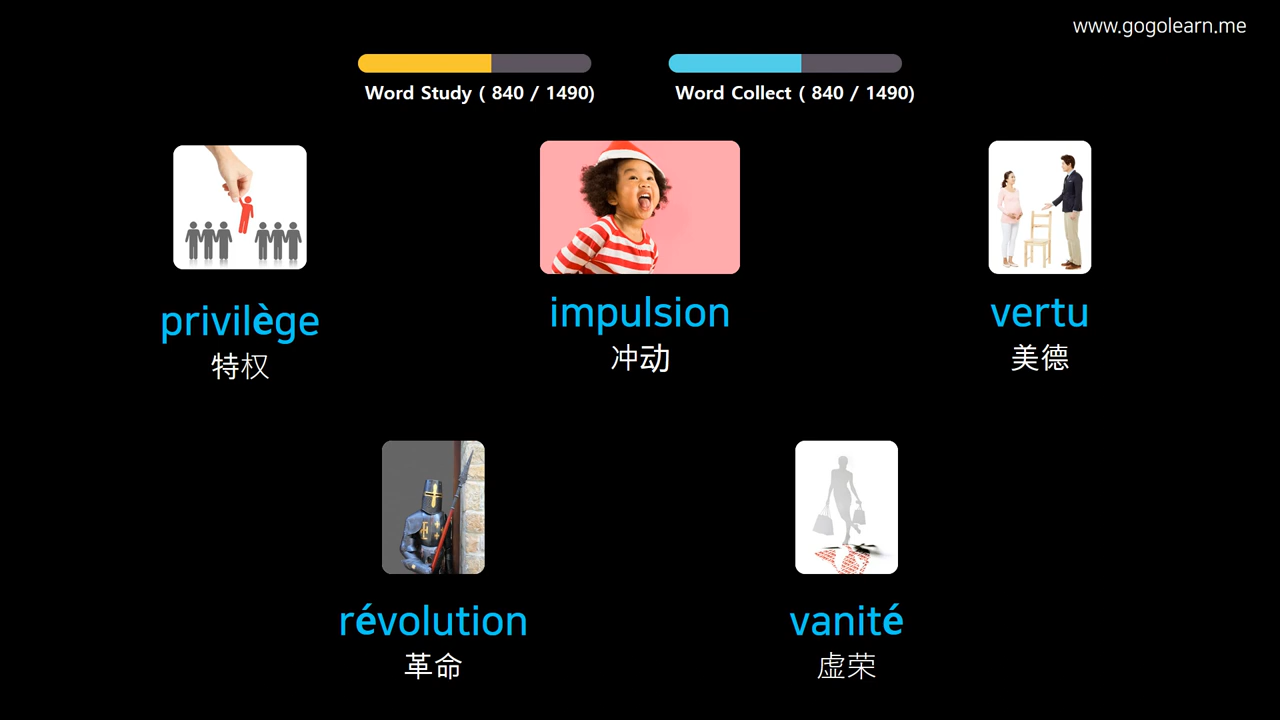 www.gogolearn.me
Word Study ( 840 / 1490)
Word Collect ( 840 / 1490)
privilège
特权
impulsion
冲动
vertu
美德
révolution
革命
vanité
虚荣